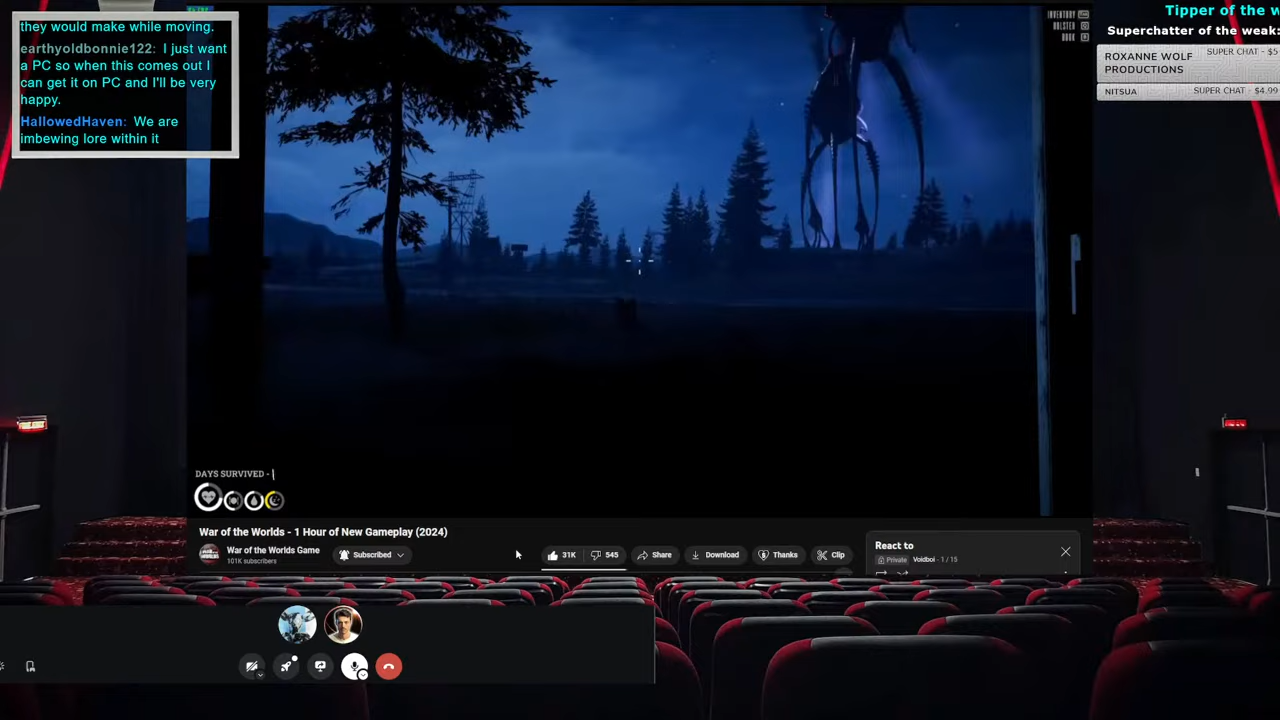 they would make while moving.
earthyoldbonnie122: I just want
a PC so when this comes out I
can get it on PC and I'll be very
happy.
HallowedHaven: We are
imbewing lore within it
INVENTORY
HOLSTER
Tipper of the w
Superchatter of the weak:
ROXANNE WOLF
PRODUCTIONS
SUPER CHAT - $5
NITSUA
SUPER CHAT - $4.99
DAYS SURVIVED -
War of the Worlds - 1 Hour of New Gameplay (2024)
War of the Worlds Game
101K subscribers
Subscribed
31K
545
Share
Download
Thanks
Clip
React to
Private
Voidboi - 1 / 15